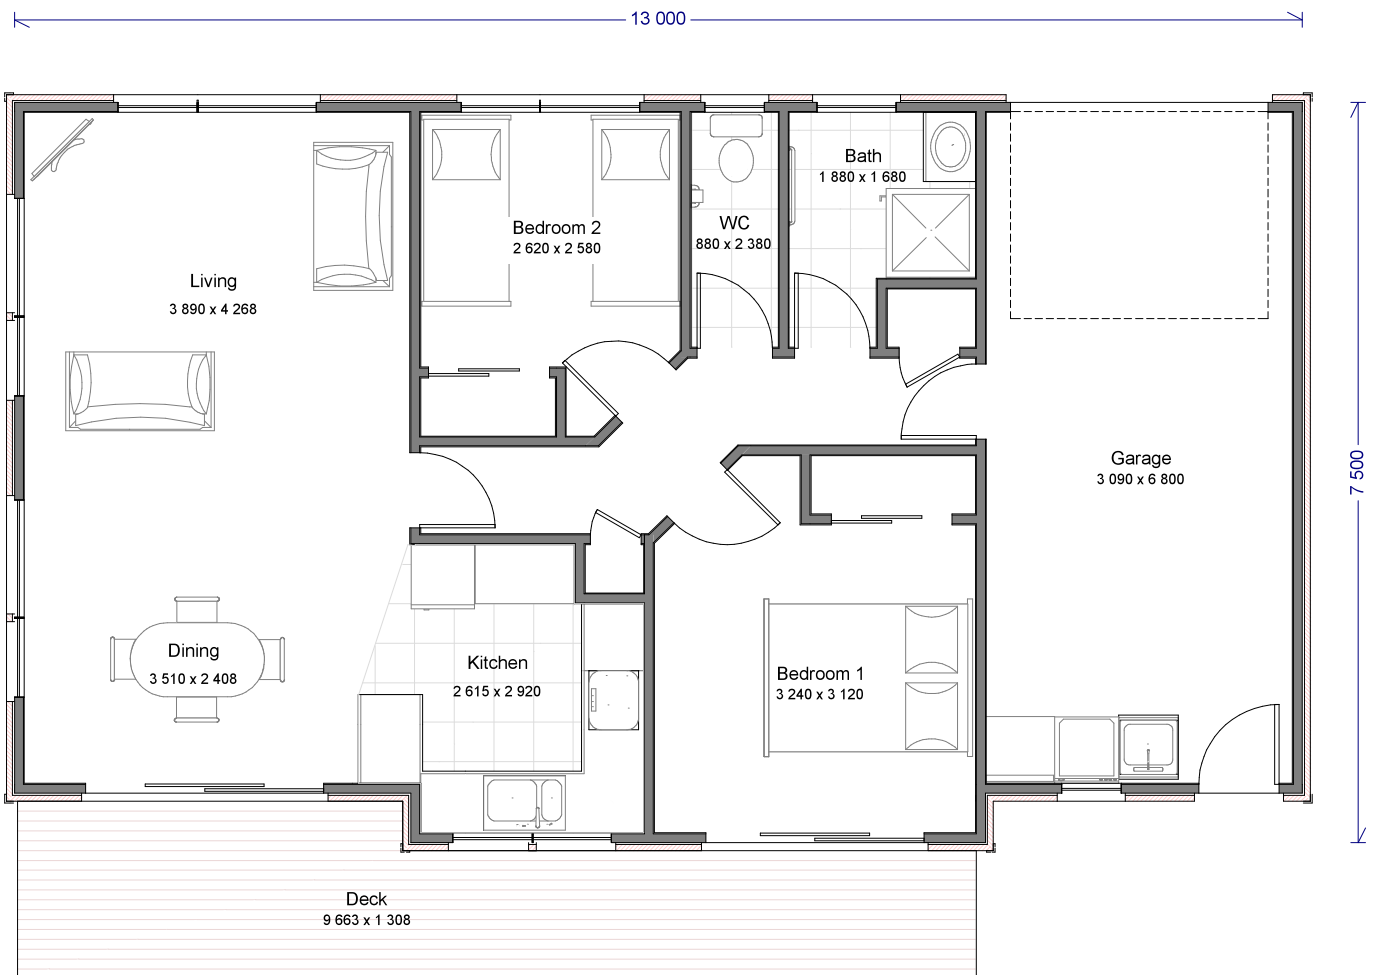 13 000
Bath
1 880 x 1 680
WC
880 x 2 380
Bedroom 2
2 620 x 2 580
Living
3 890 x 4 268
Garage
3 090 x 6 800
7 500
Dining
3 510 x 2 408
Kitchen
2 615 x 2 920
Bedroom 1
3 240 x 3 120
Deck
9 663 x 1 308